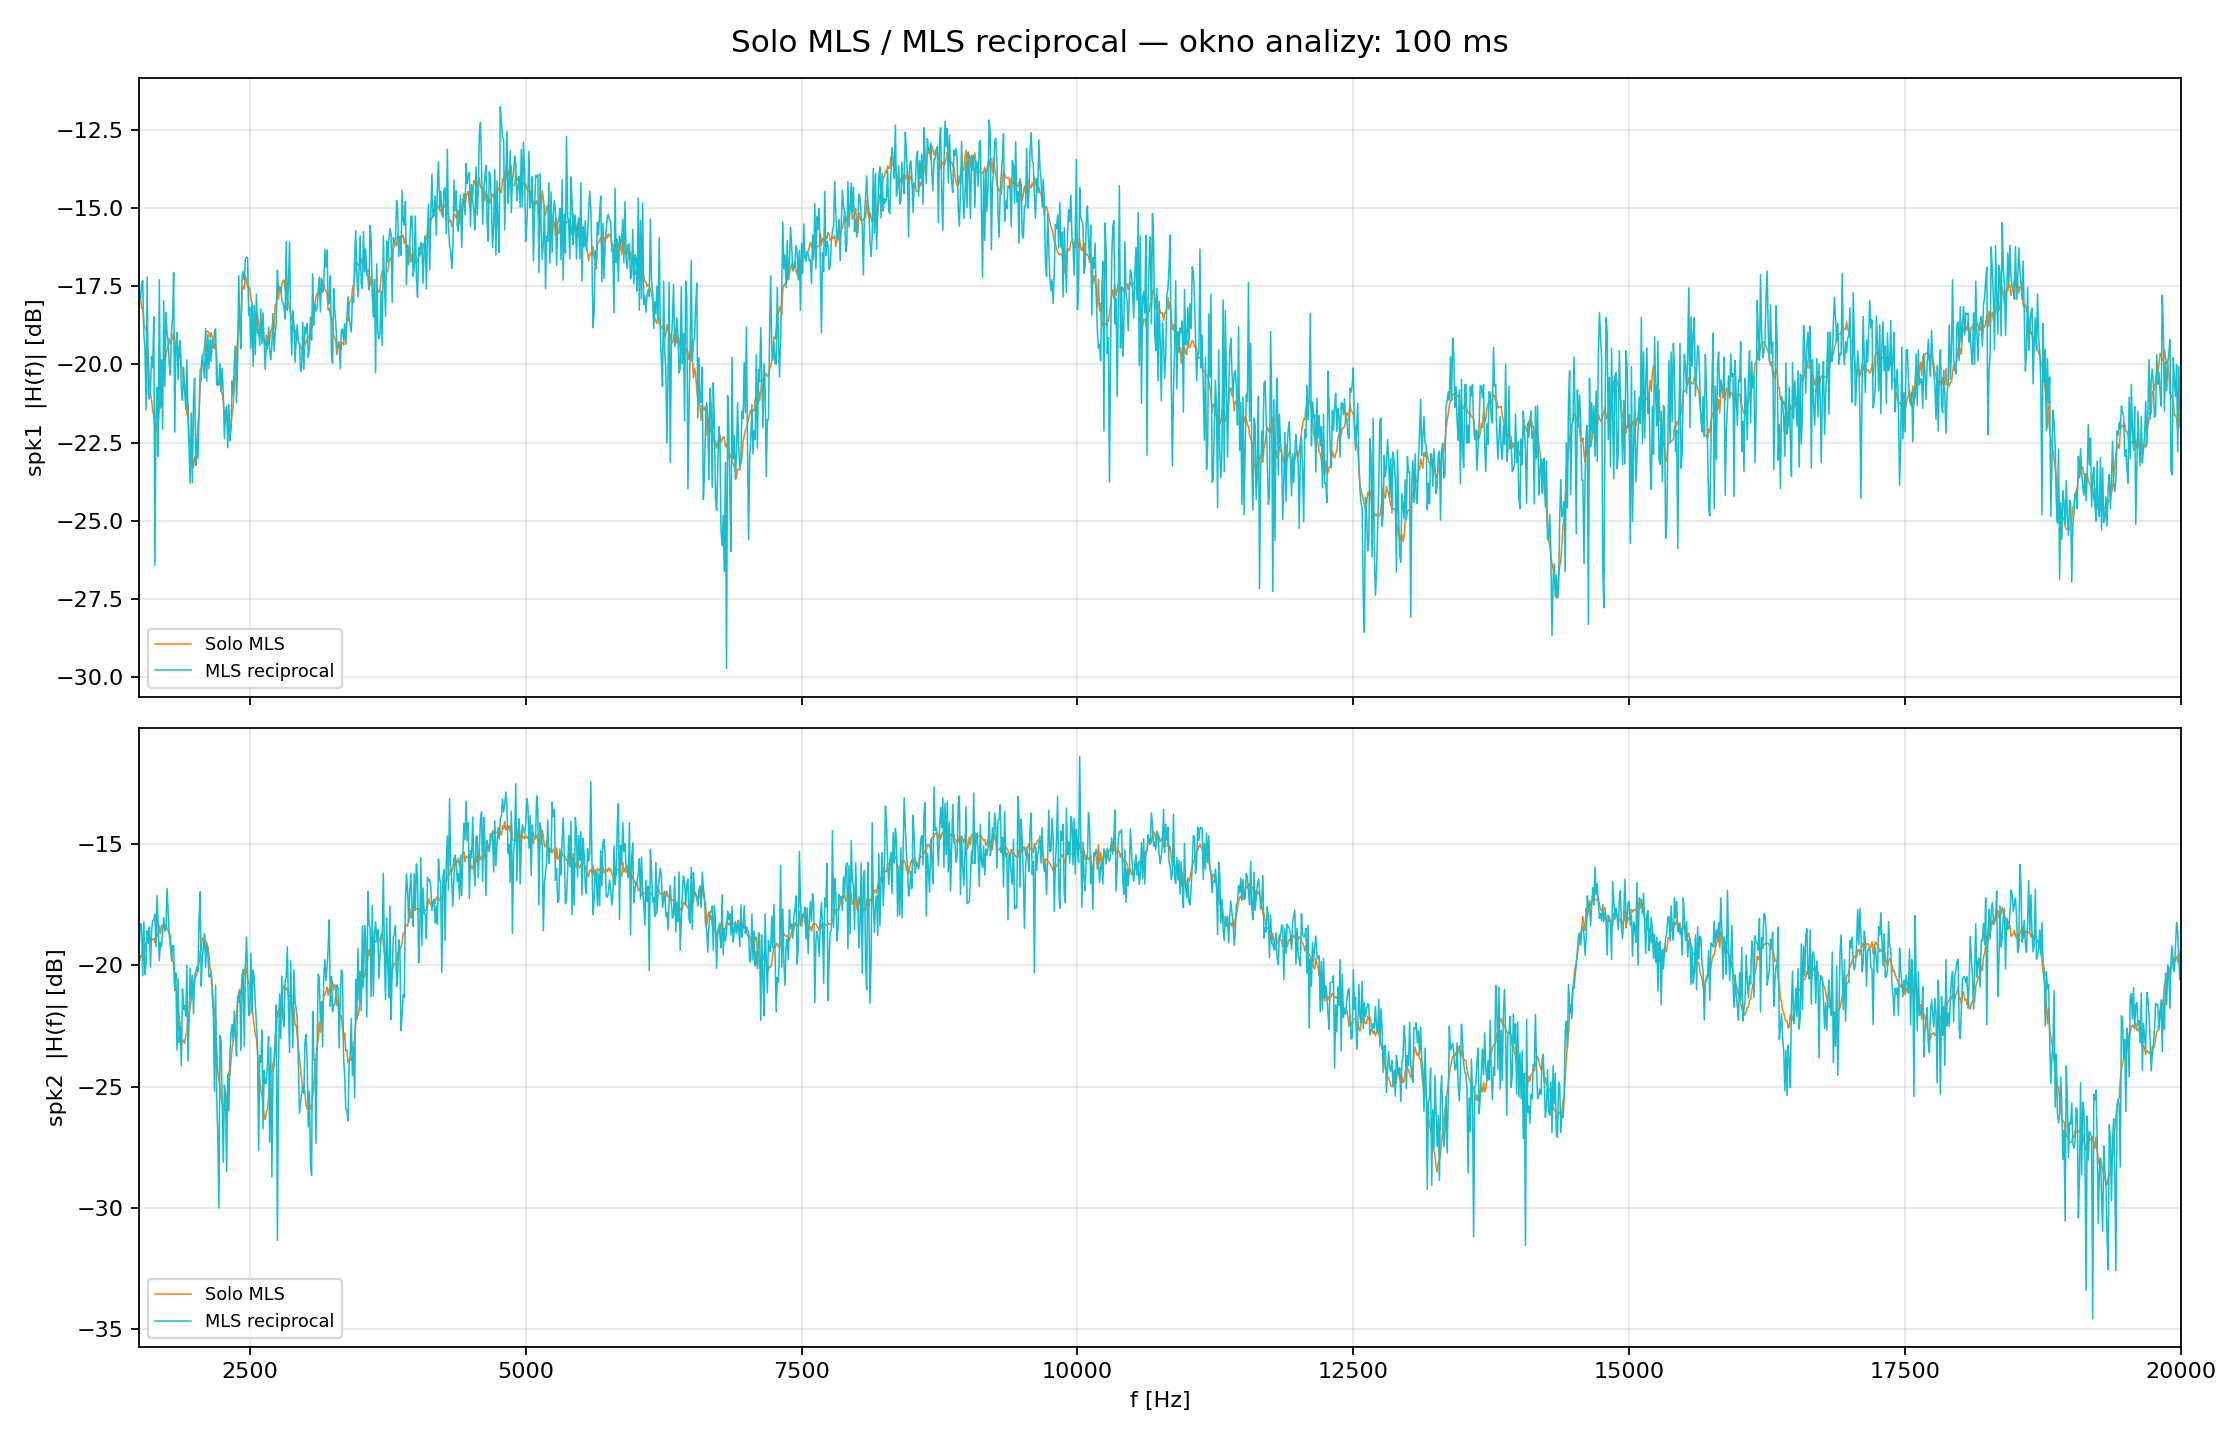 Solo MLS / MLS reciprocal — okno analizy: 100 ms
spk1 |H(f)| [dB]
−12.5
−15.0
−17.5
−20.0
−22.5
−25.0
−27.5
−30.0
Solo MLS
MLS reciprocal
spk2 |H(f)| [dB]
−15
−20
−25
−30
−35
Solo MLS
MLS reciprocal
2500 5000 7500 10000 12500 15000 17500 20000
f [Hz]